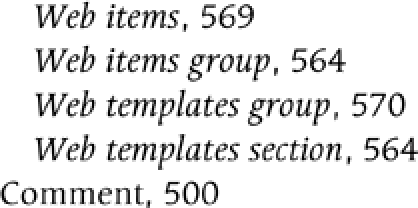 Web items, 569
Web items group, 564
Web templates group, 570
Web templates section, 564
Comment, 500